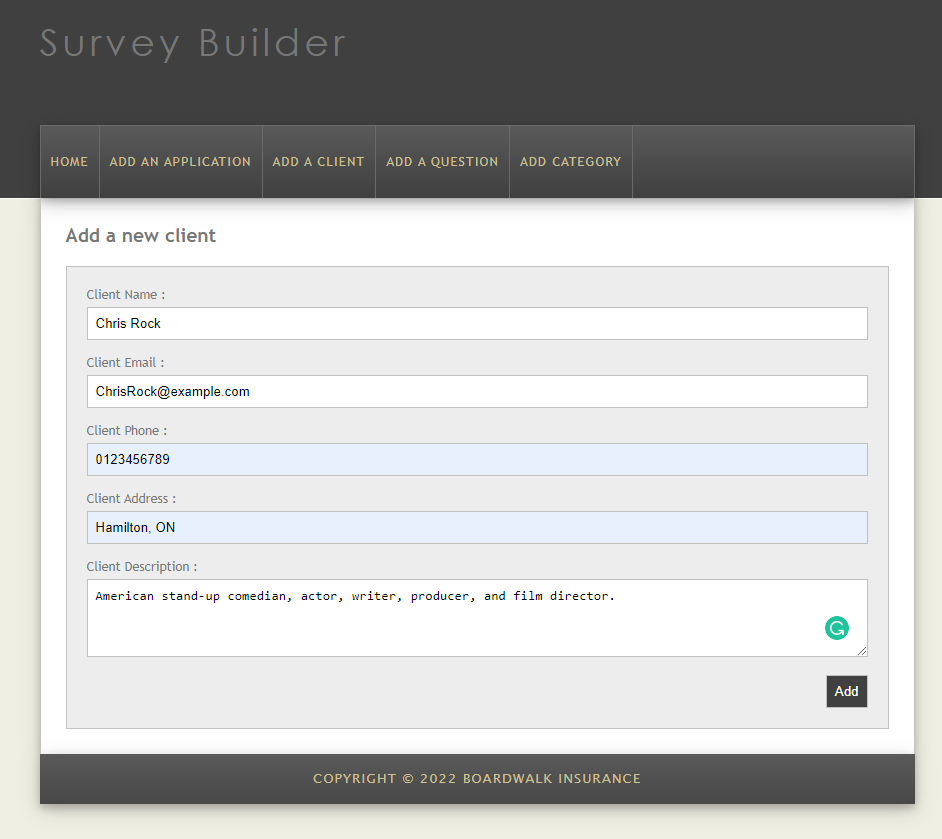 Survey Builder
HOME ADD AN APPLICATION ADD A CLIENT ADD A QUESTION ADD CATEGORY
Add a new client
Client Name :
Chris Rock
Client Email :
ChrisRock@example.com
Client Phone :
0123456789
Client Address :
Hamilton, ON
Client Description :
American stand-up comedian, actor, writer, producer, and film director.
Add
COPYRIGHT © 2022 BOARDWALK INSURANCE